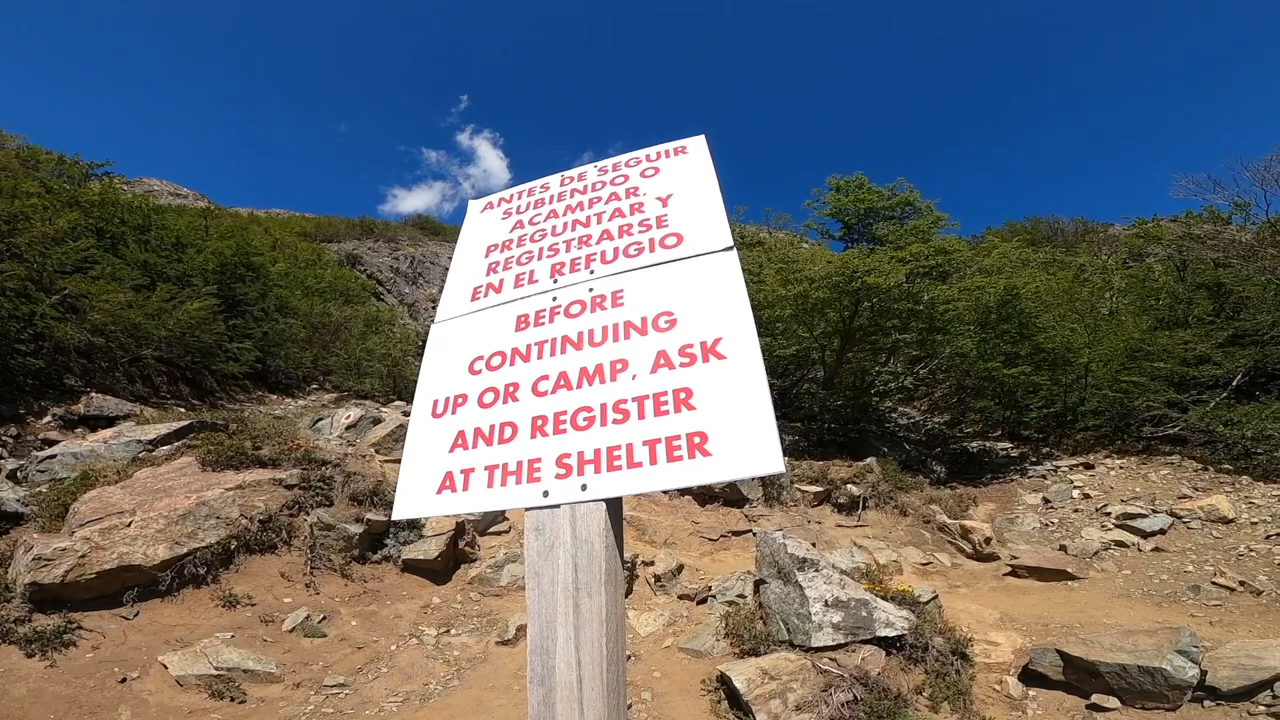 ANTES DE SEGUIR
SUBIENDO O
ACAMPAR,
PREGUNTAR Y
REGISTRARSE
EN EL REFUGIO
BEFORE
CONTINUING
UP OR CAMP, ASK
AND REGISTER
AT THE SHELTER